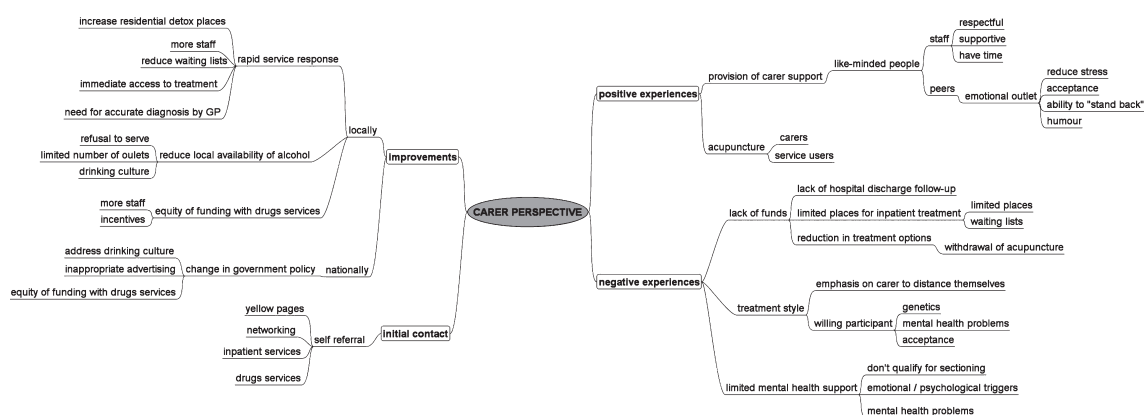 increase residential detox places
more staff
reduce waiting lists
rapid service response
immediate access to treatment
need for accurate diagnosis by GP
locally
refusal to serve
limited number of oulets
reduce local availability of alcohol
drinking culture
improvements
more staff
incentives
equity of funding with drugs services
address drinking culture
inappropriate advertising
change in government policy
nationally
equity of funding with drugs services
yellow pages
networking
self referral
initial contact
inpatient services
drugs services
CARER PERSPECTIVE
positive experiences
provision of carer support
like-minded people
staff
respectful
supportive
have time
peers
emotional outlet
reduce stress
acceptance
ability to "stand back"
humour
acupuncture
carers
service users
negative experiences
lack of funds
lack of hospital discharge follow-up
limited places for inpatient treatment
limited places
waiting lists
reduction in treatment options
withdrawal of acupuncture
treatment style
emphasis on carer to distance themselves
willing participant
genetics
mental health problems
acceptance
limited mental health support
don't qualify for sectioning
emotional / psychological triggers
mental health problems